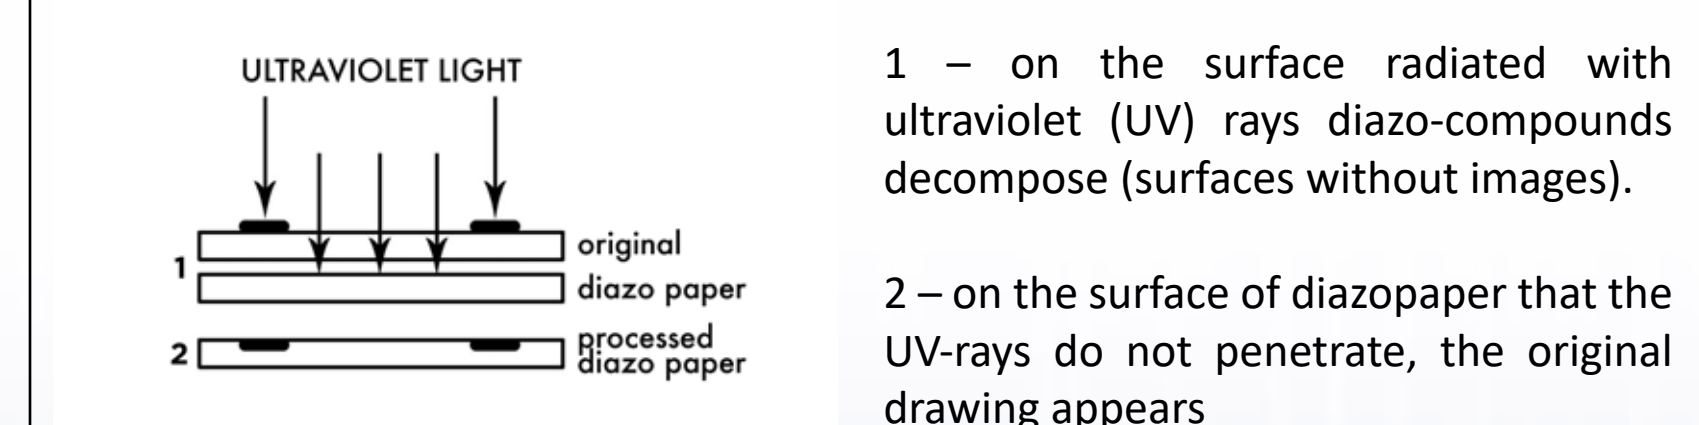 ULTRAVIOLET LIGHT
original
1
diazo paper
processed
2
diazo paper
1 – on the surface radiated with
ultraviolet (UV) rays diazo-compounds
decompose (surfaces without images).
2 – on the surface of diazopaper that the
UV-rays do not penetrate, the original
drawing appears